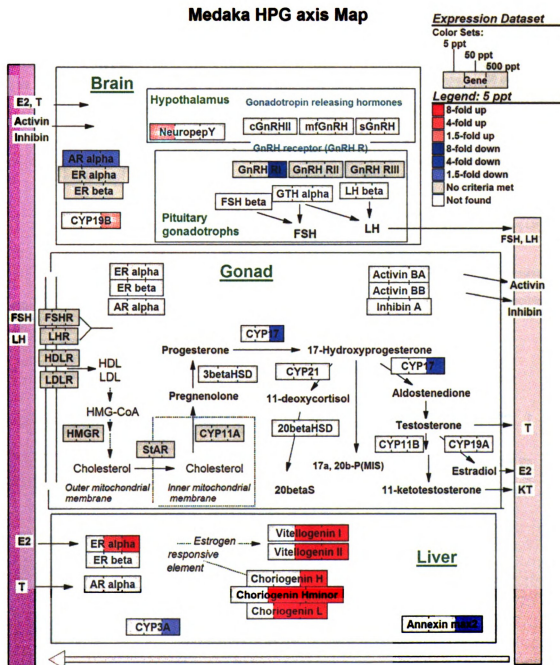 Medaka HPG axis Map
Expression Dataset
Color Sets:
5 ppt
50 ppt
500 ppt
Gene
Legend: 5 ppt
8-fold up
4-fold up
1.5-fold up
8-fold down
4-fold down
1.5-fold down
No criteria met
Not found
Brain
E2, T
Activin
Inhibin
Hypothalamus
Gonadotropin releasing hormones
NeuropepY
cGnRHII
mfGnRH
sGnRH
GnRH receptor (GnRH R)
AR alpha
ER alpha
ER beta
GnRH RI
GnRH RII
GnRH RIII
CYP19B
FSH beta
GTH alpha
LH beta
Pituitary
gonadotrophs
FSH
LH
FSH, LH
Gonad
ER alpha
ER beta
AR alpha
Activin BA
Activin BB
Inhibin A
Activin
Inhibin
FSH
LH
FSHR
LHR
HDLR
LDLR
HDL
LDL
HMG-CoA
HMGR
Cholesterol
Outer mitochondrial
membrane
StAR
Cholesterol
Inner mitochondrial
membrane
CYP11A
Pregnenolone
3betaHSD
Progesterone
CYP17
17-Hydroxyprogesterone
CYP21
11-deoxycortisol
20betaHSD
20betaS
17a, 20b-P(MIS)
CYP17
Aldostenedione
Testosterone
T
CYP11B
CYP19A
Estradiol
E2
11-ketotestosterone
KT
E2
T
ER alpha
ER beta
AR alpha
CYP3A
Estrogen
responsive
element
Vitellogenin I
Vitellogenin II
Choriogenin H
Choriogenin Hminor
Choriogenin L
Liver
Annexin max2